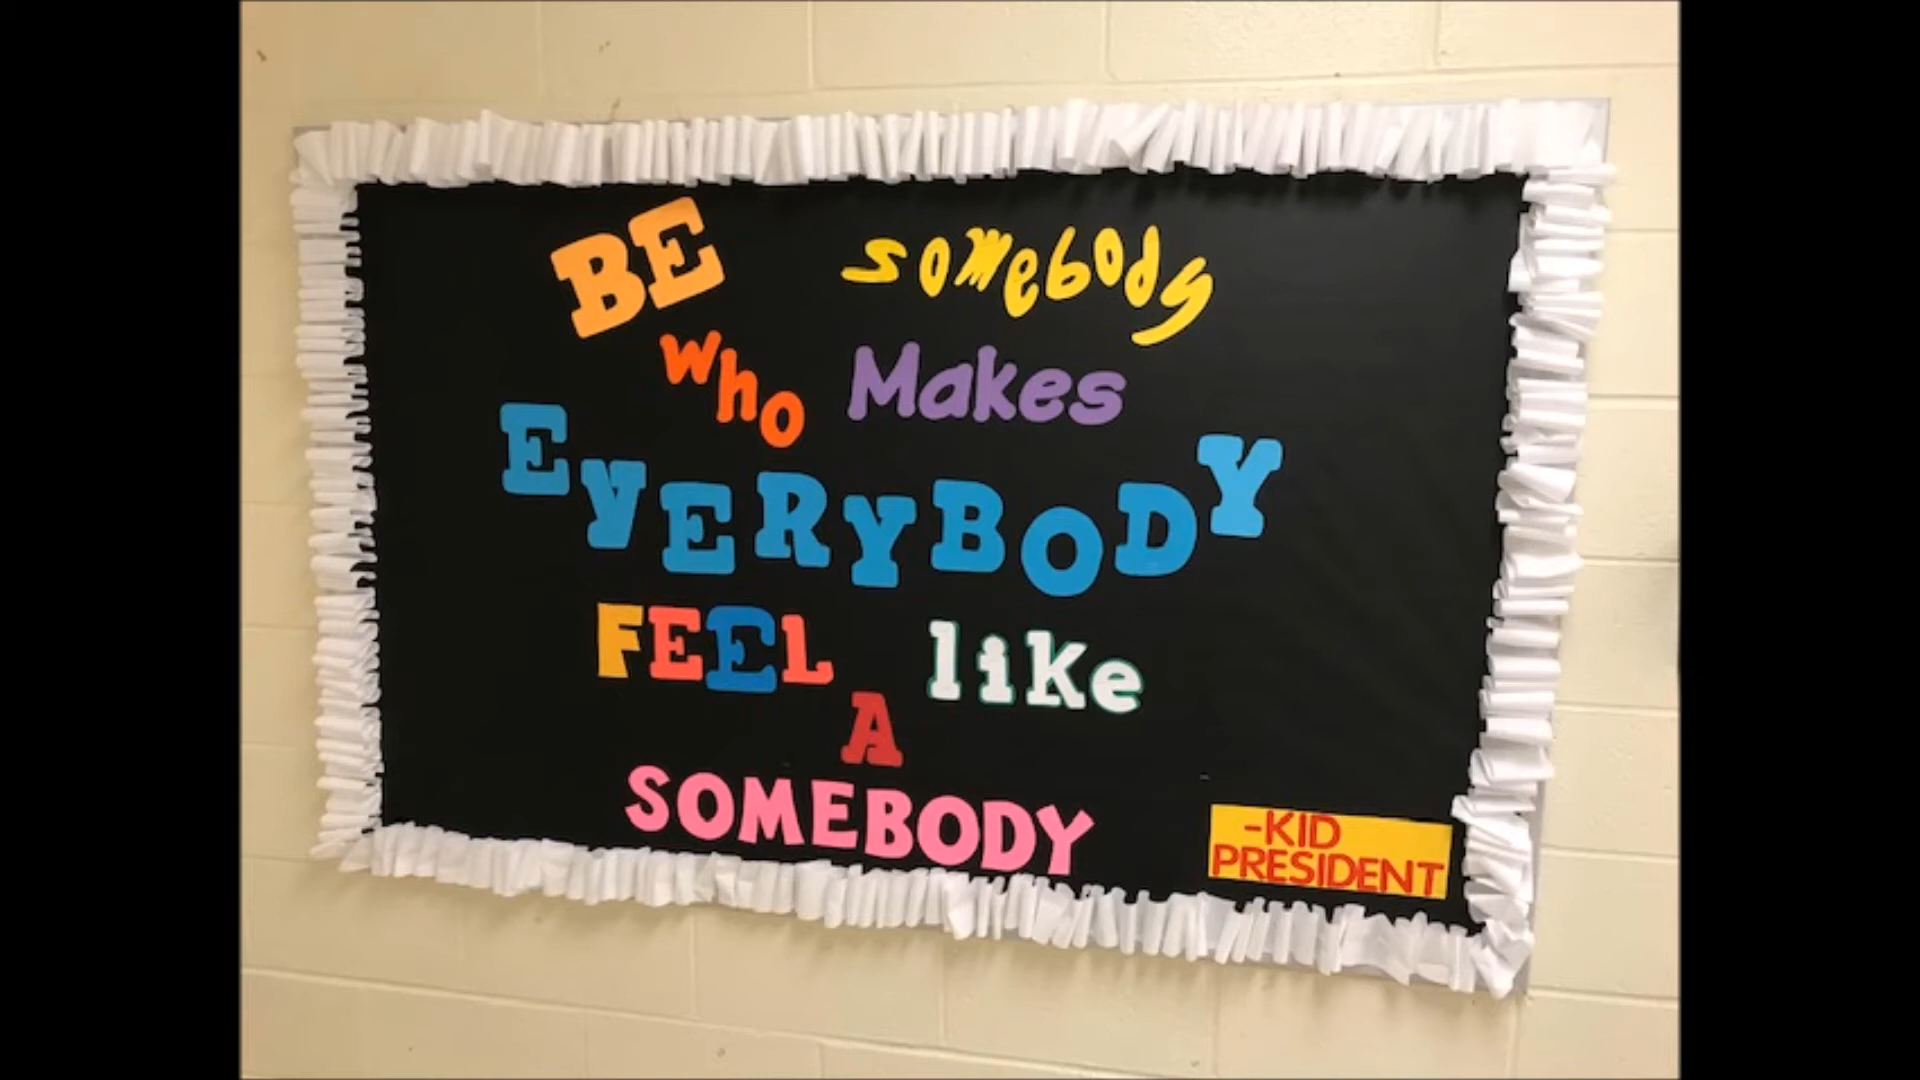 BE somebody
who Makes
EVERYBODY
FEEL like
A
SOMEBODY
-KID
PRESIDENT